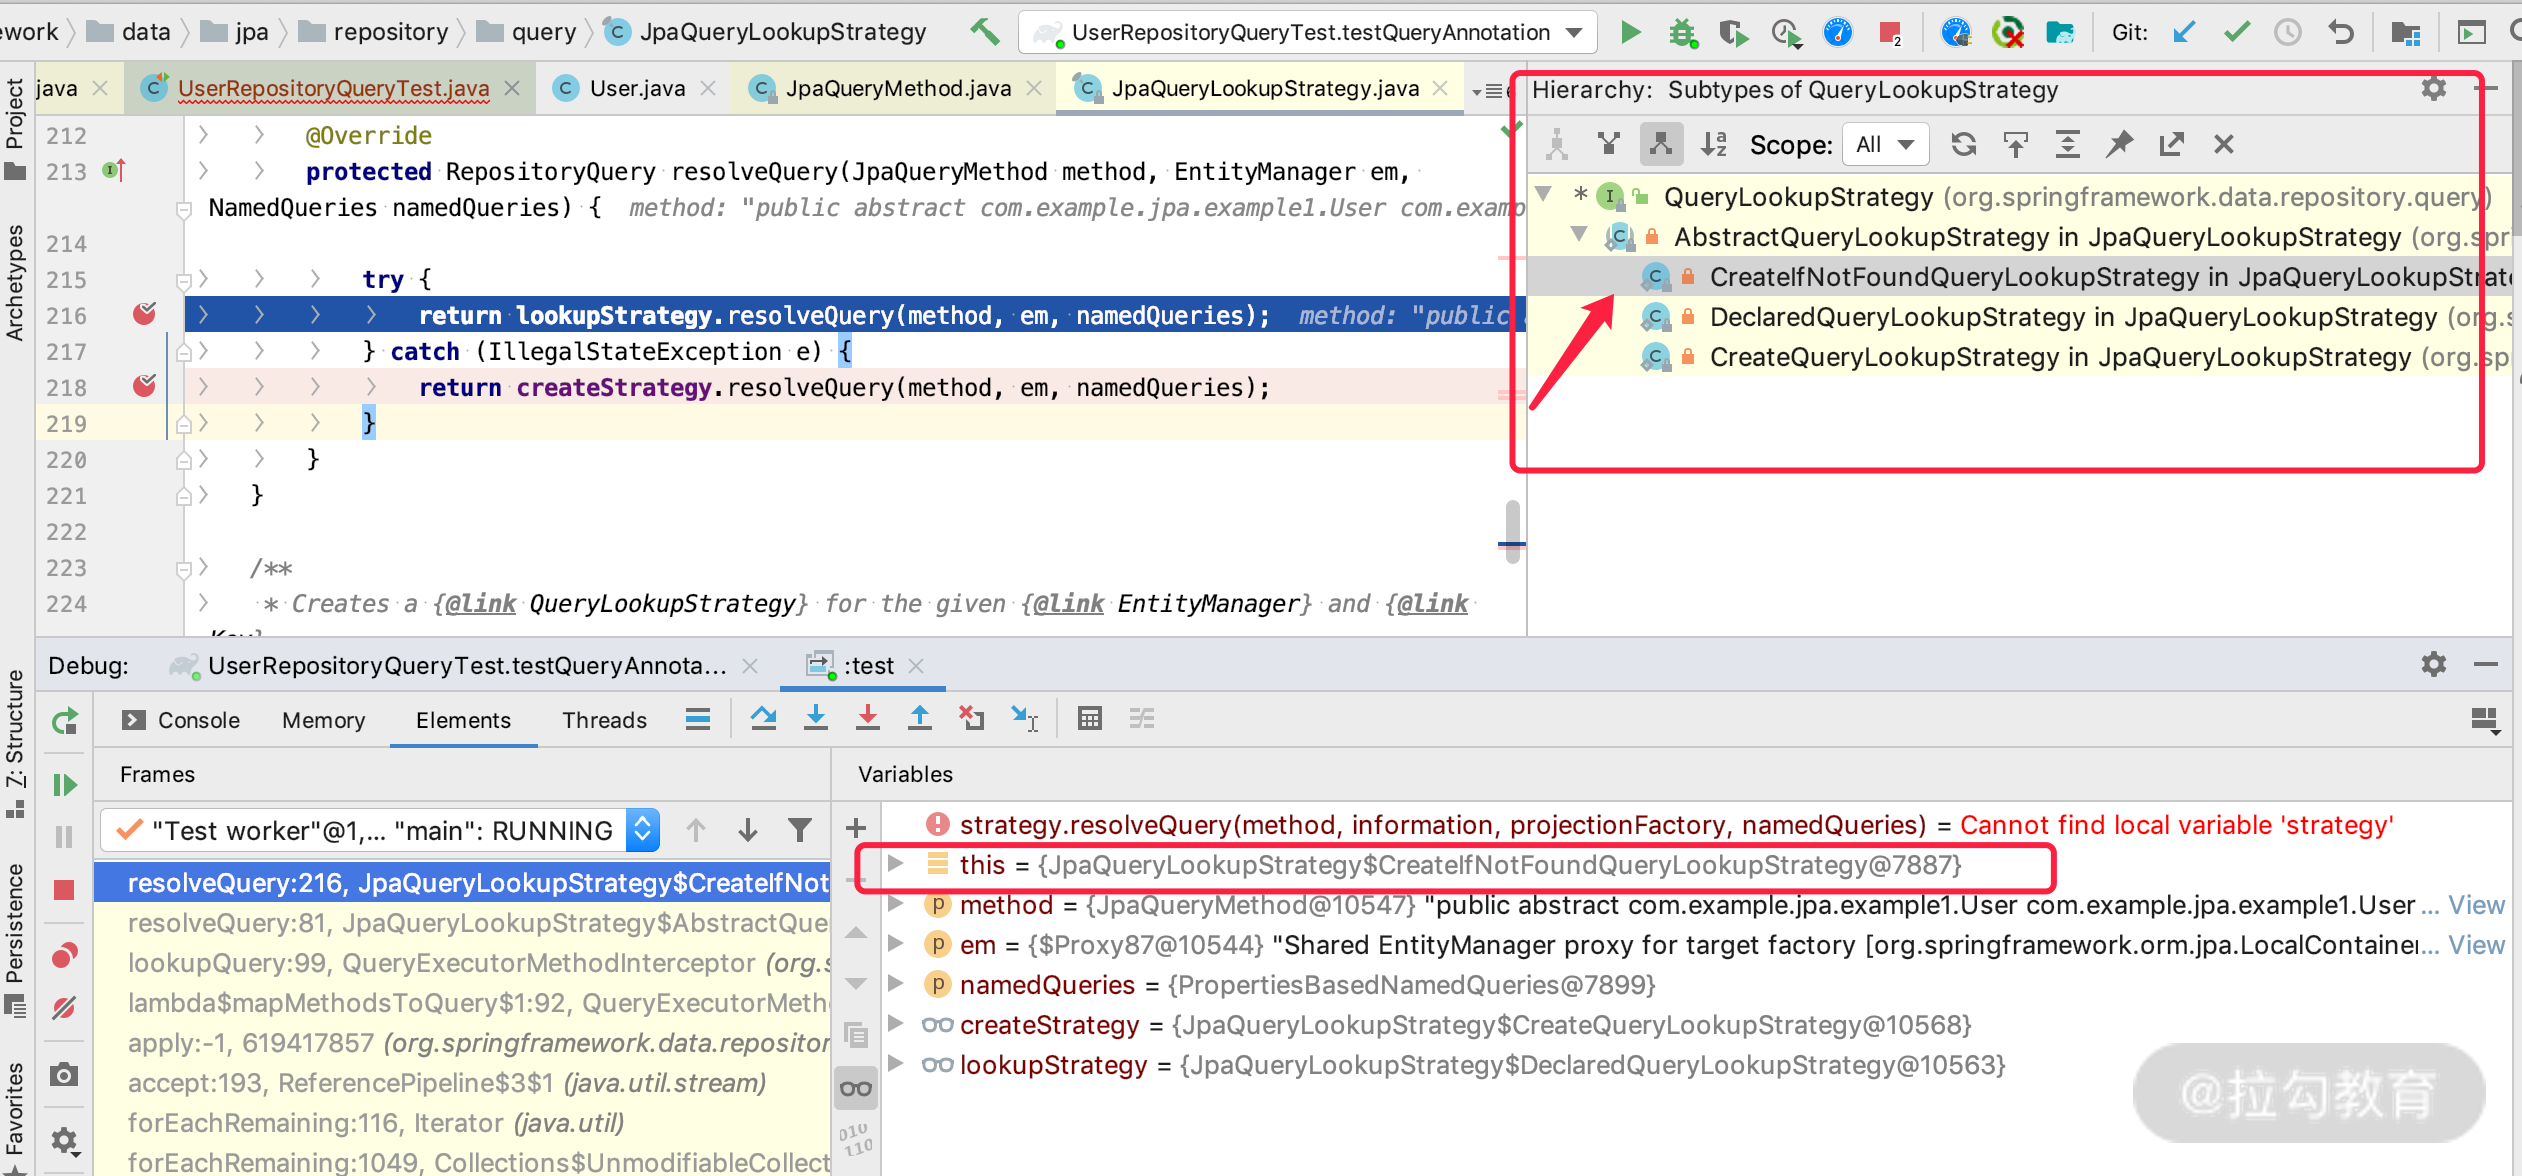 work data jpa repository query JpaQueryLookupStrategy UserRepositoryQueryTest.testQueryAnnotation 2 Git:
java UserRepositoryQueryTest.java User.java JpaQueryMethod.java JpaQueryLookupStrategy.java
Project
Archetypes
212 @Override
213 protected RepositoryQuery resolveQuery(JpaQueryMethod method, EntityManager em,
NamedQueries namedQueries) { method: "public abstract com.example.jpa.example1.User com.examp
214
215 try {
216 return lookupStrategy.resolveQuery(method, em, namedQueries); method: "public
217 } catch (IllegalStateException e) {
218 return createStrategy.resolveQuery(method, em, namedQueries);
219 }
220 }
221 }
222
223 /**
224 * Creates a {@link QueryLookupStrategy} for the given {@link EntityManager} and {@link
Key}
Hierarchy: Subtypes of QueryLookupStrategy
Scope: All
* QueryLookupStrategy (org.springframework.data.repository.query)
AbstractQueryLookupStrategy in JpaQueryLookupStrategy (org.spri
CreateIfNotFoundQueryLookupStrategy in JpaQueryLookupStrate
DeclaredQueryLookupStrategy in JpaQueryLookupStrategy (org.s
CreateQueryLookupStrategy in JpaQueryLookupStrategy (org.sp
Debug: UserRepositoryQueryTest.testQueryAnnota... :test
Z: Structure
Persistence
Favorites
Console Memory Elements Threads
Frames
"Test worker"@1,... "main": RUNNING
resolveQuery:216, JpaQueryLookupStrategy$CreateIfNot
resolveQuery:81, JpaQueryLookupStrategy$AbstractQue
lookupQuery:99, QueryExecutorMethodInterceptor (org.s
lambda$mapMethodsToQuery$1:92, QueryExecutorMeth
apply:-1, 619417857 (org.springframework.data.repositor
accept:193, ReferencePipeline$3$1 (java.util.stream)
forEachRemaining:116, Iterator (java.util)
forEachRemaining:1049, Collections$UnmodifiableCollect
Variables
strategy.resolveQuery(method, information, projectionFactory, namedQueries) = Cannot find local variable 'strategy'
this = {JpaQueryLookupStrategy$CreateIfNotFoundQueryLookupStrategy@7887}
method = {JpaQueryMethod@10547} "public abstract com.example.jpa.example1.User com.example.jpa.example1.User ... View
em = {$Proxy87@10544} "Shared EntityManager proxy for target factory [org.springframework.orm.jpa.LocalContainer... View
namedQueries = {PropertiesBasedNamedQueries@7899}
createStrategy = {JpaQueryLookupStrategy$CreateQueryLookupStrategy@10568}
lookupStrategy = {JpaQueryLookupStrategy$DeclaredQueryLookupStrategy@10563}
@拉勾教育